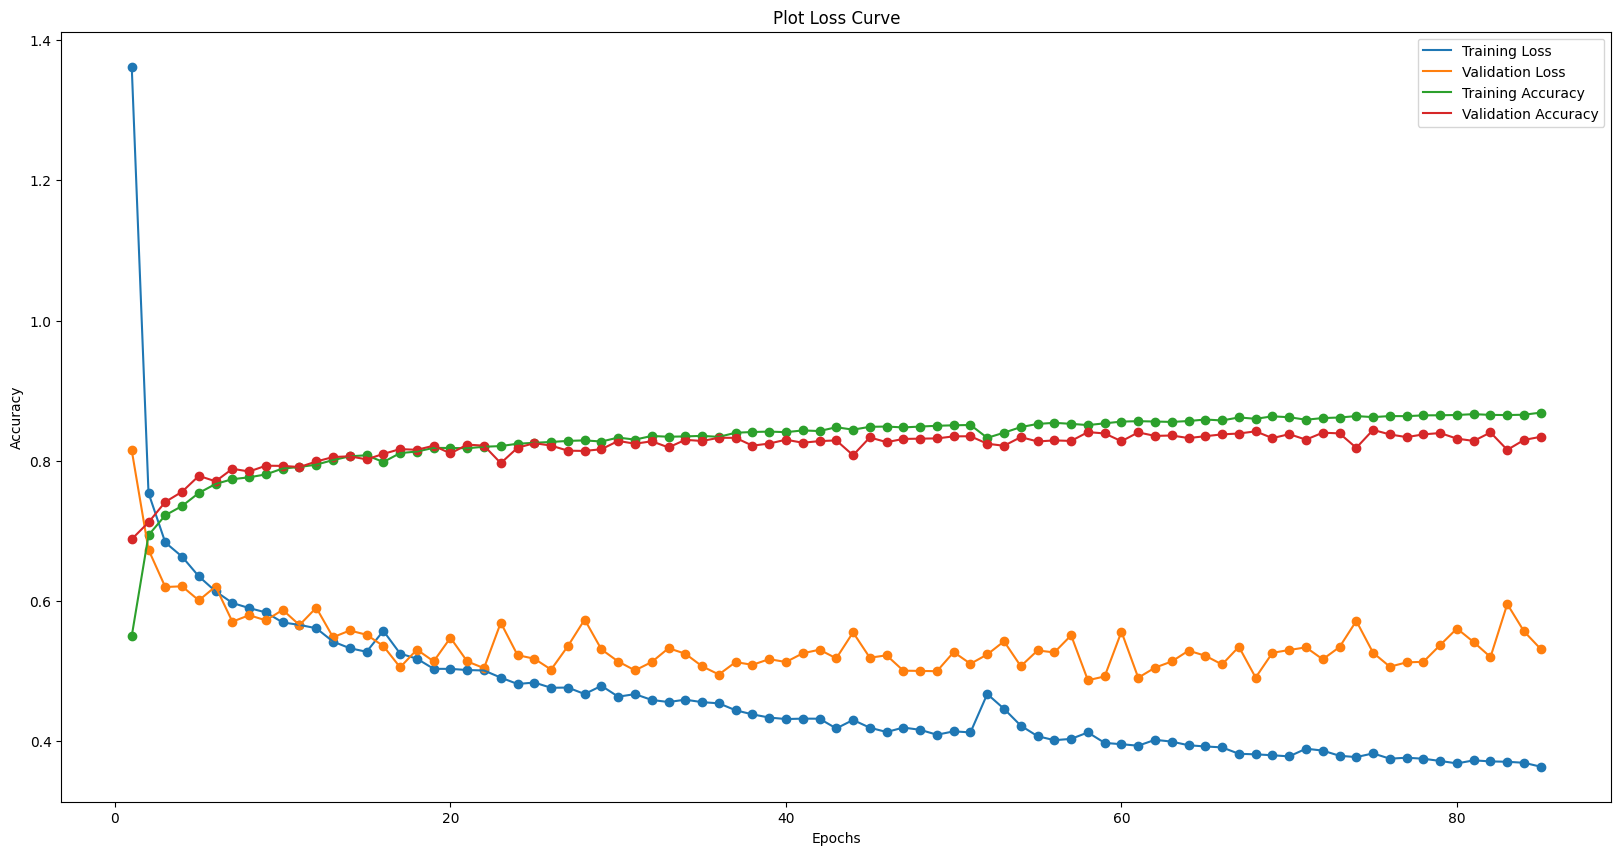 Plot Loss Curve
Training Loss
Validation Loss
Training Accuracy
Validation Accuracy
Accuracy
1.4
1.2
1.0
0.8
0.6
0.4
0
20
40
60
80
Epochs